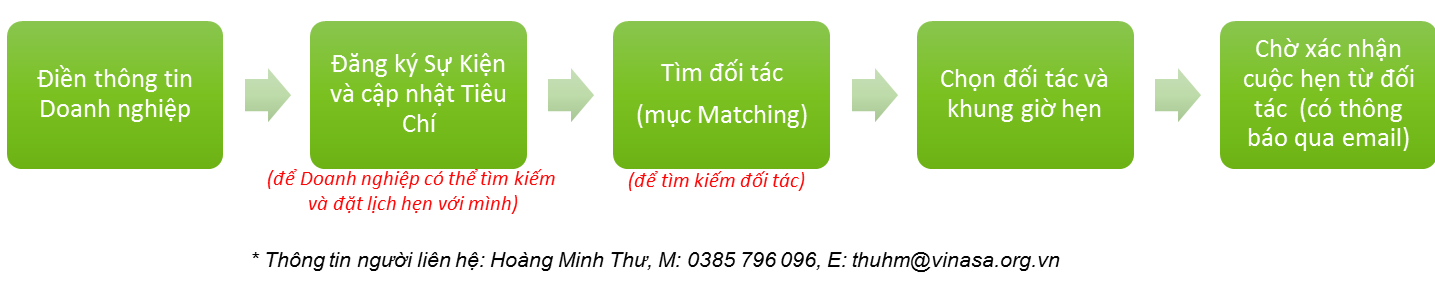 Điền thông tin
Doanh nghiệp
Đăng ký Sự Kiện
và cập nhật Tiêu
Chí
(để Doanh nghiệp có thể tìm kiếm
và đặt lịch hẹn với mình)
Tìm đối tác
(mục Matching)
(để tìm kiếm đối tác)
Chọn đối tác và
khung giờ hẹn
Chờ xác nhận
cuộc hẹn từ đối
tác (có thông
báo qua email)
* Thông tin người liên hệ: Hoàng Minh Thư, M: 0385 796 096, E: thuhm@vinasa.org.vn